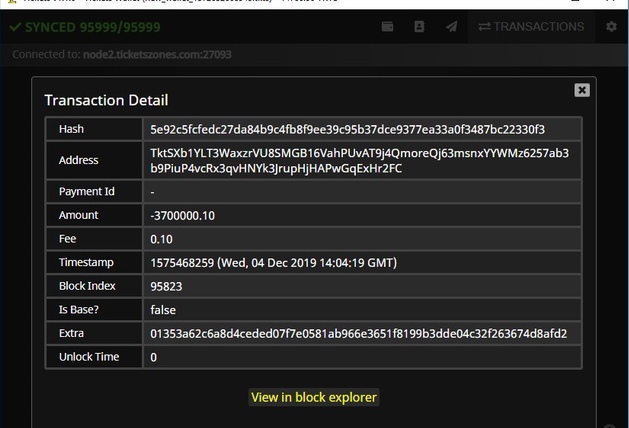 SYNCED 95999/95999
TRANSACTIONS
Connected to: node2.ticketszones.com:27093
Transaction Detail
Hash 5e92c5fcfedc27da84b9c4fb8f9ee39c95b37dce9377ea33a0f3487bc22330f3
Address TktSXb1YLT3WaxzrVU8SMGB16VahPUvAT9j4QmoreQj63msnxYYWMz6257ab3
b9PiuP4vcRx3qvHNYk3JrupHjHAPwGqExHr2FC
Payment Id -
Amount -3700000.10
Fee 0.10
Timestamp 1575468259 (Wed, 04 Dec 2019 14:04:19 GMT)
Block Index 95823
Is Base? false
Extra 01353a62c6a8d4ceded07f7e0581ab966e3651f8199b3dde04c32f263674d8afd2
Unlock Time 0
View in block explorer